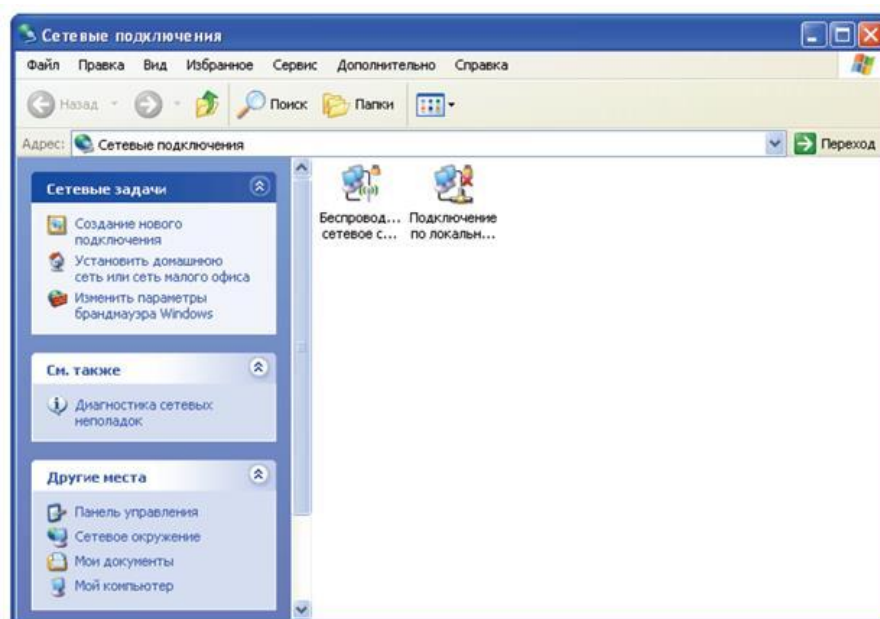 Сетевые подключения
Файл Правка Вид Избранное Сервис Дополнительно Справка
Назад Поиск Папки
Адрес: Сетевые подключения Переход
Сетевые задачи
Создание нового
подключения
Установить домашнюю
сеть или сеть малого офиса
Изменить параметры
брандмауэра Windows
См. также
Диагностика сетевых
неполадок
Другие места
Панель управления
Сетевое окружение
Мои документы
Мой компьютер
Беспровод... Подключение
сетевое с... по локальн...